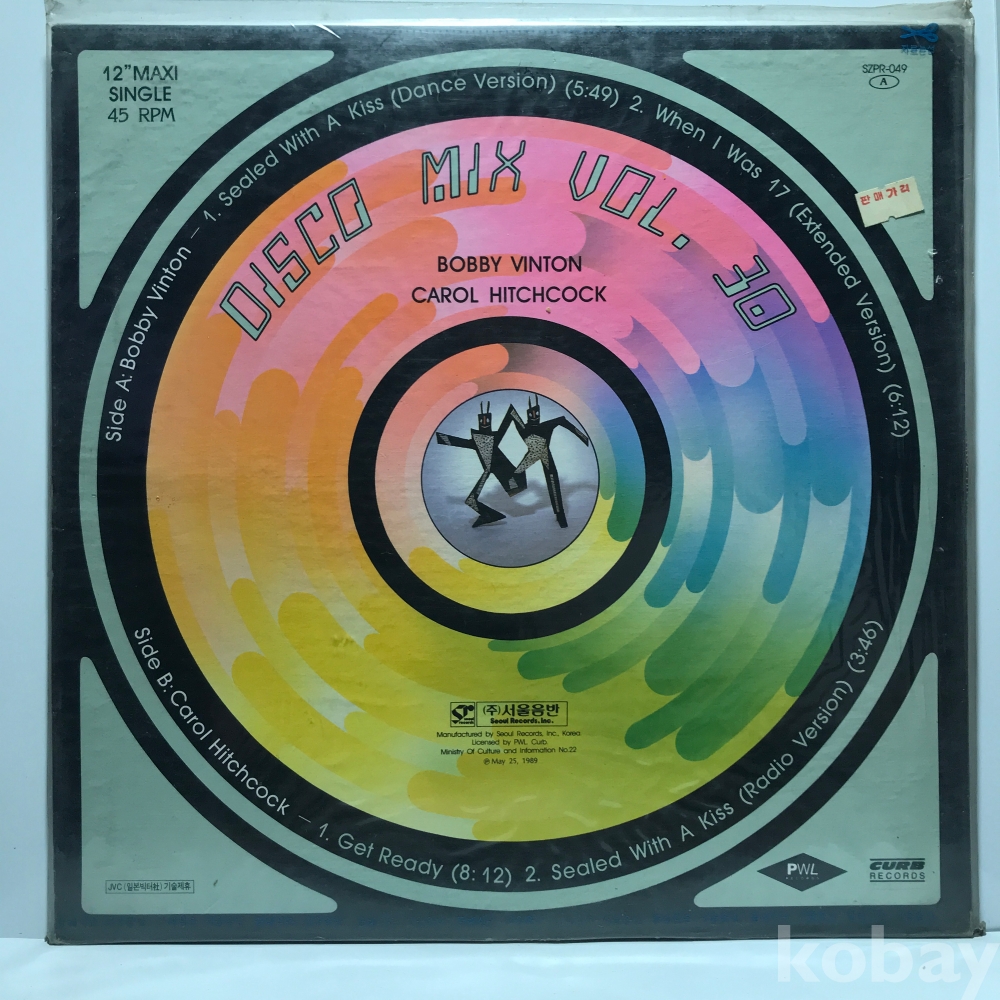 12" MAXI
SINGLE
45 RPM
SZPR-049
A
판매가격
Side A: Bobby Vinton – 1. Sealed With A Kiss (Dance Version) (5:49) 2. When I Was 17 (Extended Version) (6:12)
DISCO MIX VOL. 30
BOBBY VINTON
CAROL HITCHCOCK
(주)서울음반
Seoul Records, Inc.
Manufactured by Seoul Records, Inc., Korea
Licensed by PWL, Curb
Ministry Of Culture and Information No.22
℗ May 25, 1989
Side B: Carol Hitchcock – 1. Get Ready (8:12) 2. Sealed With A Kiss (Radio Version) (3:46)
JVC (일본빅터社) 기술제휴
PWL
CURB
RECORDS
kobay